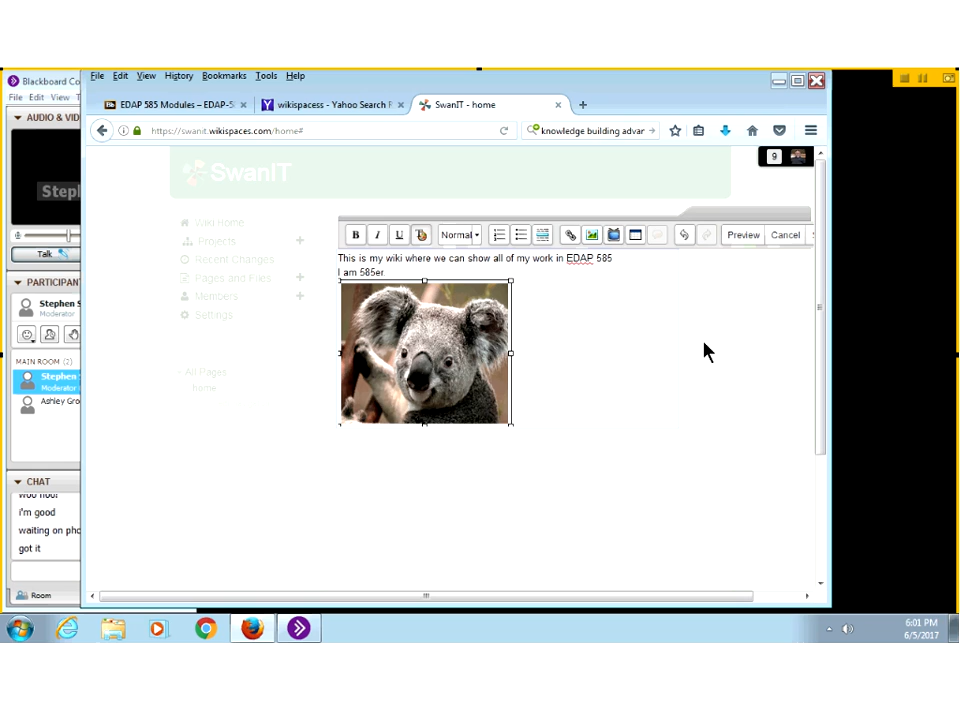 Blackboard Co
File Edit View T
AUDIO & VID
Steph
Talk
PARTICIPANT
Stephen S
Moderator
MAIN ROOM (2)
Stephen
Moderator
Ashley Gro
CHAT
woo hoo!
i'm good
waiting on pho
got it
Room
File Edit View History Bookmarks Tools Help
EDAP 585 Modules – EDAP-5
wikispacess - Yahoo Search R
SwanIT - home
https://swanit.wikispaces.com/home#
knowledge building advar
9
SwanIT
Wiki Home
Projects
Recent Changes
Pages and Files
Members
Settings
- All Pages
home
B I U Normal Preview Cancel
This is my wiki where we can show all of my work in EDAP 585
I am 585er.
6:01 PM
6/5/2017